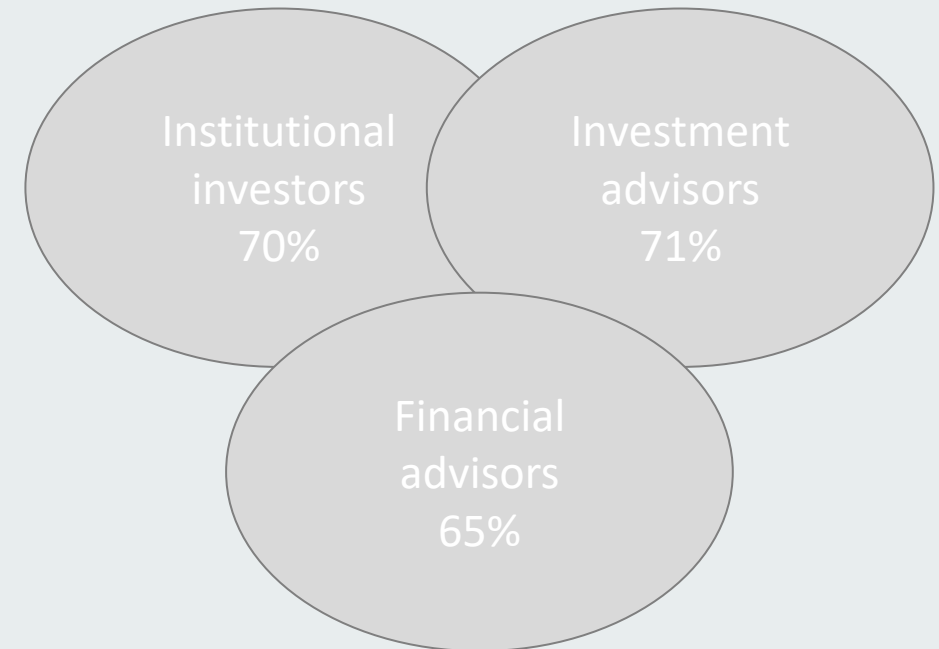 Institutional
investors
70%
Investment
advisors
71%
Financial
advisors
65%